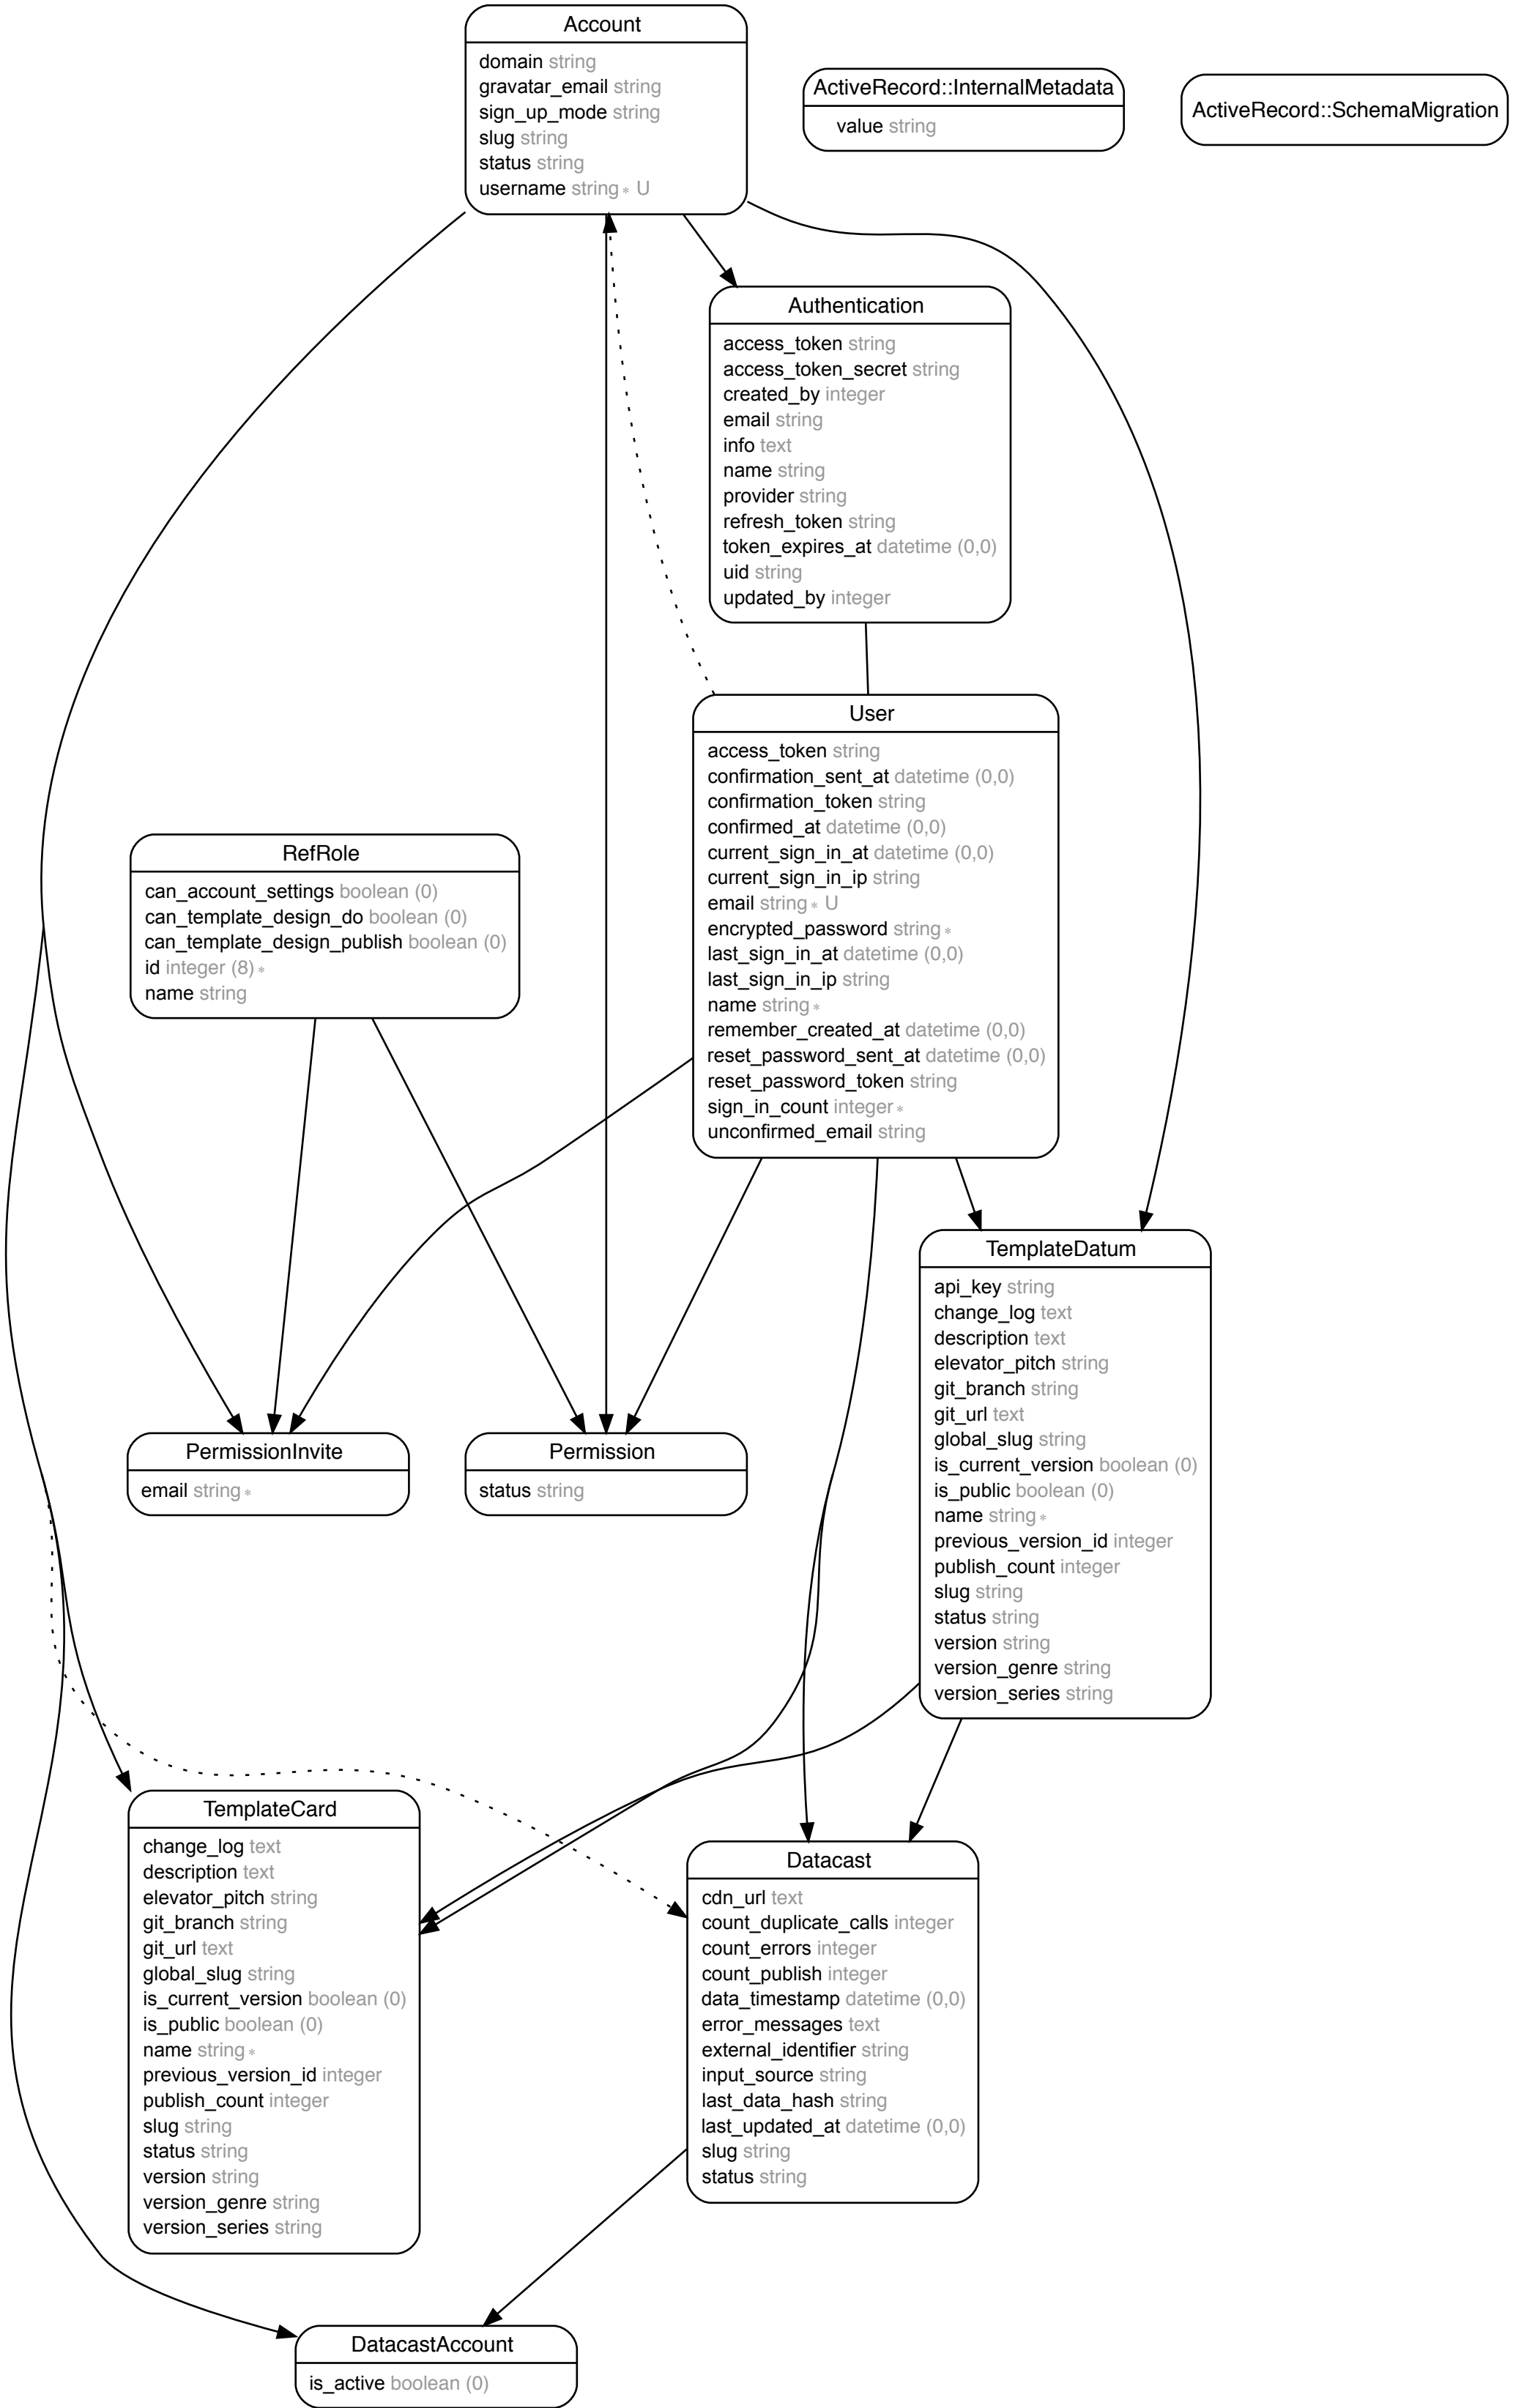 Account
domain string
gravatar_email string
sign_up_mode string
slug string
status string
username string∗ U
ActiveRecord::InternalMetadata
value string
ActiveRecord::SchemaMigration
Authentication
access_token string
access_token_secret string
created_by integer
email string
info text
name string
provider string
refresh_token string
token_expires_at datetime (0,0)
uid string
updated_by integer
User
access_token string
confirmation_sent_at datetime (0,0)
confirmation_token string
confirmed_at datetime (0,0)
current_sign_in_at datetime (0,0)
current_sign_in_ip string
email string∗ U
encrypted_password string∗
last_sign_in_at datetime (0,0)
last_sign_in_ip string
name string∗
remember_created_at datetime (0,0)
reset_password_sent_at datetime (0,0)
reset_password_token string
sign_in_count integer∗
unconfirmed_email string
RefRole
can_account_settings boolean (0)
can_template_design_do boolean (0)
can_template_design_publish boolean (0)
id integer (8)∗
name string
TemplateDatum
api_key string
change_log text
description text
elevator_pitch string
git_branch string
git_url text
global_slug string
is_current_version boolean (0)
is_public boolean (0)
name string∗
previous_version_id integer
publish_count integer
slug string
status string
version string
version_genre string
version_series string
PermissionInvite
email string∗
Permission
status string
TemplateCard
change_log text
description text
elevator_pitch string
git_branch string
git_url text
global_slug string
is_current_version boolean (0)
is_public boolean (0)
name string∗
previous_version_id integer
publish_count integer
slug string
status string
version string
version_genre string
version_series string
Datacast
cdn_url text
count_duplicate_calls integer
count_errors integer
count_publish integer
data_timestamp datetime (0,0)
error_messages text
external_identifier string
input_source string
last_data_hash string
last_updated_at datetime (0,0)
slug string
status string
DatacastAccount
is_active boolean (0)